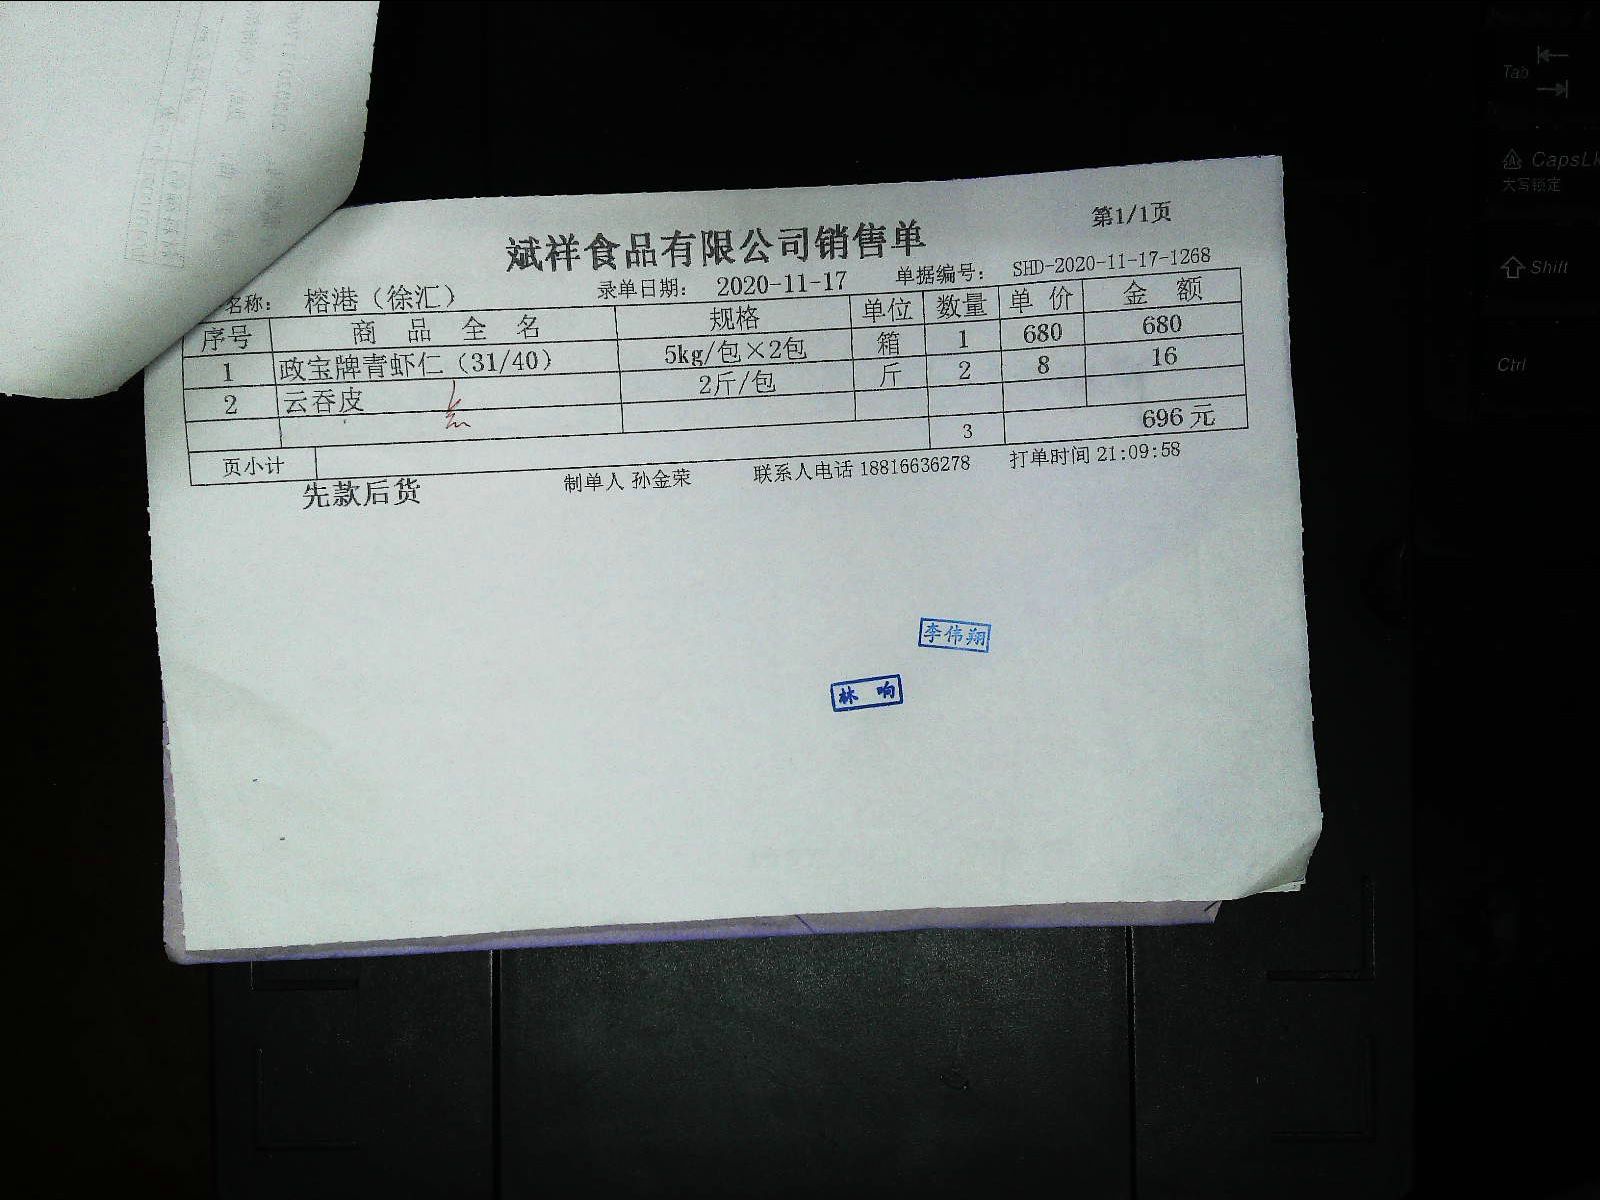 第1/1页
斌祥食品有限公司销售单
名称: 榕港（徐汇） 录单日期: 2020-11-17 单据编号: SHD-2020-11-17-1268
序号 商品全名 规格 单位 数量 单价 金额
1 政宝牌青虾仁（31/40） 5kg/包×2包 箱 1 680 680
2 云吞皮 2斤/包 斤 2 8 16
页小计 3 696元
先款后货 制单人 孙金荣 联系人电话 18816636278 打单时间 21:09:58
李伟翔
林响
Tab
CapsLk
大写锁定
Shift
Ctrl